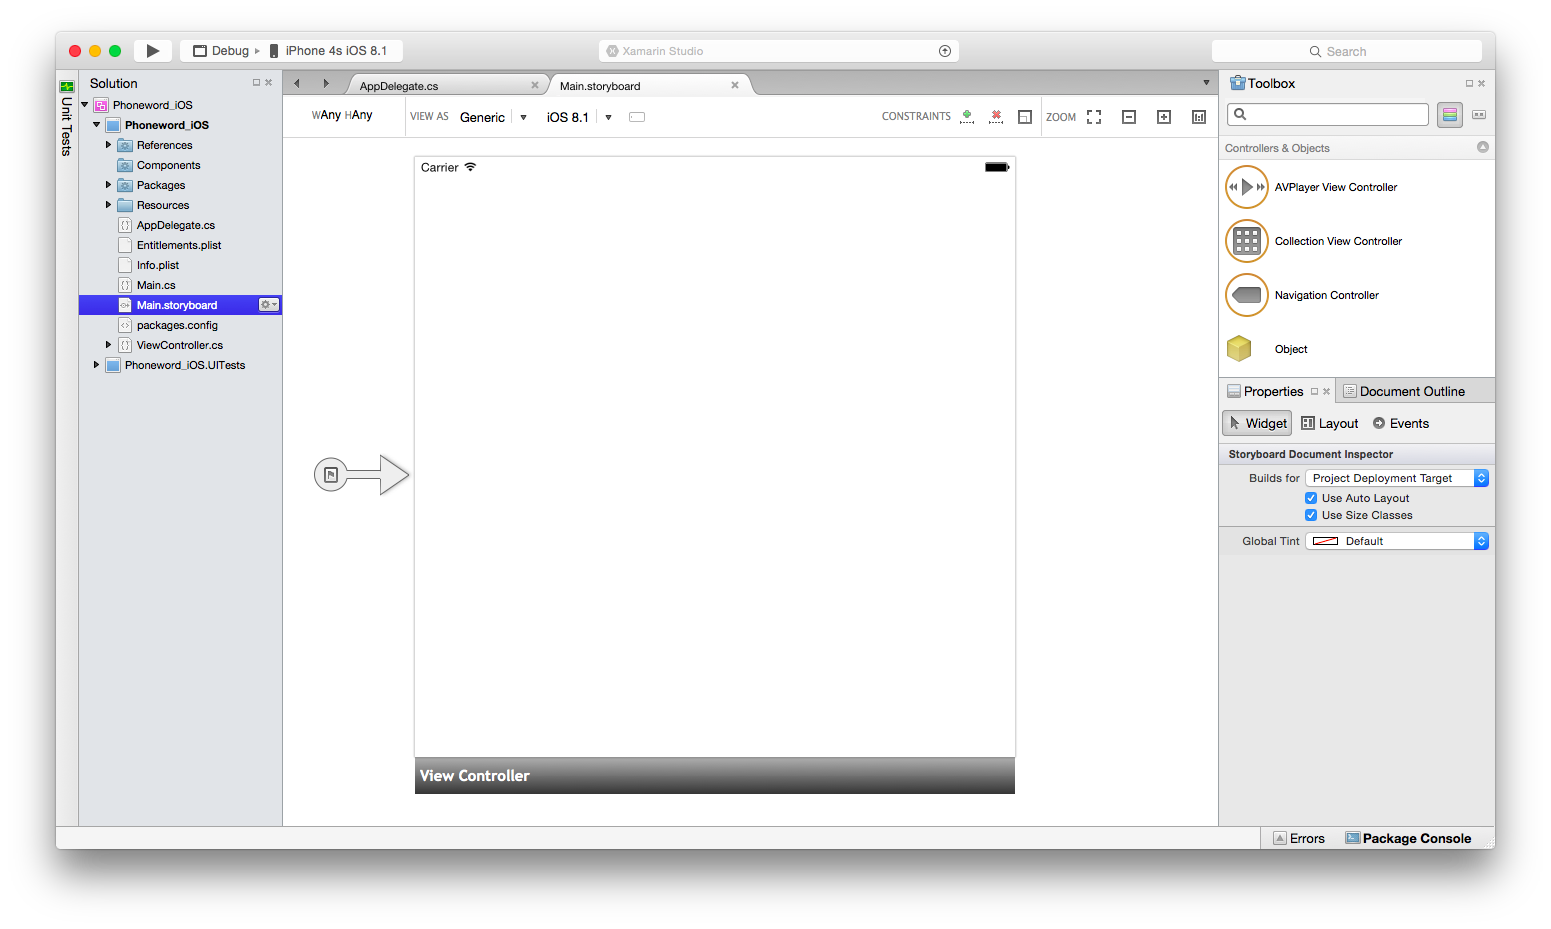 Debug iPhone 4s iOS 8.1 Xamarin Studio Search
Unit Tests
Solution
Phoneword_iOS
Phoneword_iOS
References
Components
Packages
Resources
AppDelegate.cs
Entitlements.plist
Info.plist
Main.cs
Main.storyboard
packages.config
ViewController.cs
Phoneword_iOS.UITests
AppDelegate.cs Main.storyboard
wAny hAny VIEW AS Generic iOS 8.1 CONSTRAINTS ZOOM
Carrier
View Controller
Toolbox
Controllers & Objects
AVPlayer View Controller
Collection View Controller
Navigation Controller
Object
Properties Document Outline
Widget Layout Events
Storyboard Document Inspector
Builds for Project Deployment Target
Use Auto Layout
Use Size Classes
Global Tint Default
Errors Package Console